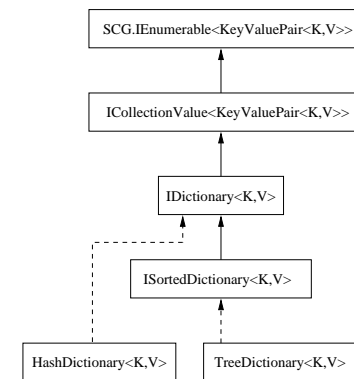 SCG.IEnumerable<KeyValuePair<K,V>>
ICollectionValue<KeyValuePair<K,V>>
IDictionary<K,V>
ISortedDictionary<K,V>
HashDictionary<K,V>
TreeDictionary<K,V>